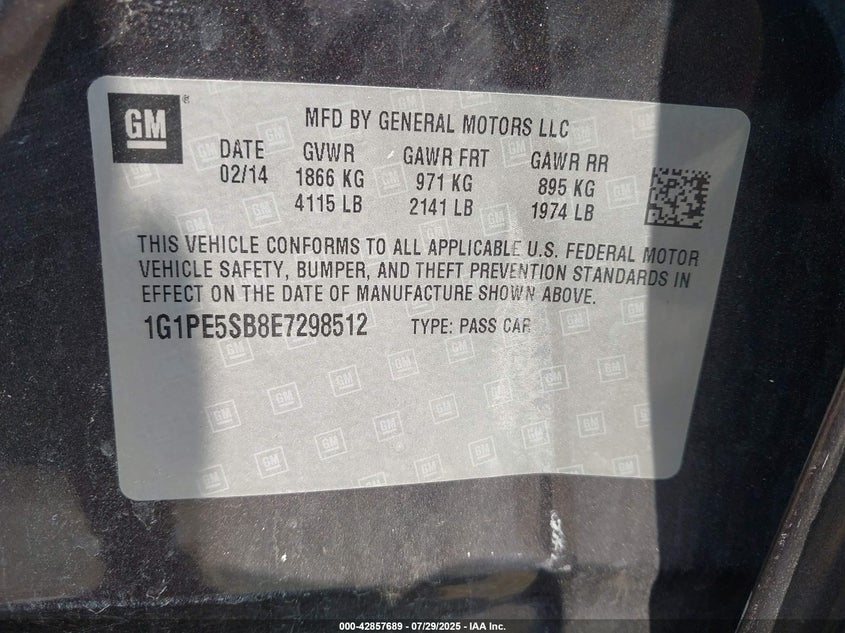 GM
MFD BY GENERAL MOTORS LLC
DATE GVWR GAWR FRT GAWR RR
02/14 1866 KG 971 KG 895 KG
4115 LB 2141 LB 1974 LB
THIS VEHICLE CONFORMS TO ALL APPLICABLE U.S. FEDERAL MOTOR
VEHICLE SAFETY, BUMPER, AND THEFT PREVENTION STANDARDS IN
EFFECT ON THE DATE OF MANUFACTURE SHOWN ABOVE.
1G1PE5SB8E7298512 TYPE: PASS CAR
000-42857689 - 07/29/2025 - IAA Inc.